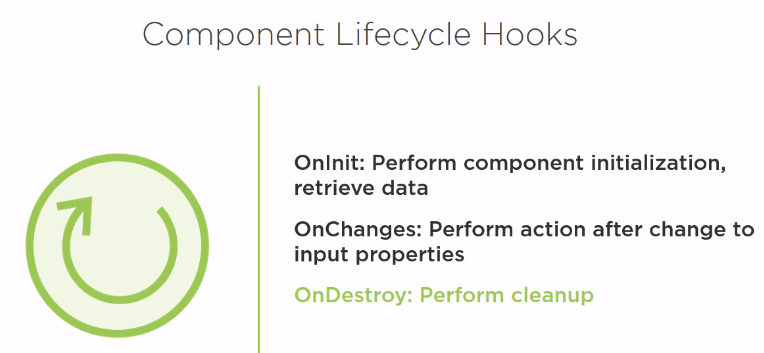 Component Lifecycle Hooks
OnInit: Perform component initialization,
retrieve data
OnChanges: Perform action after change to
input properties
OnDestroy: Perform cleanup